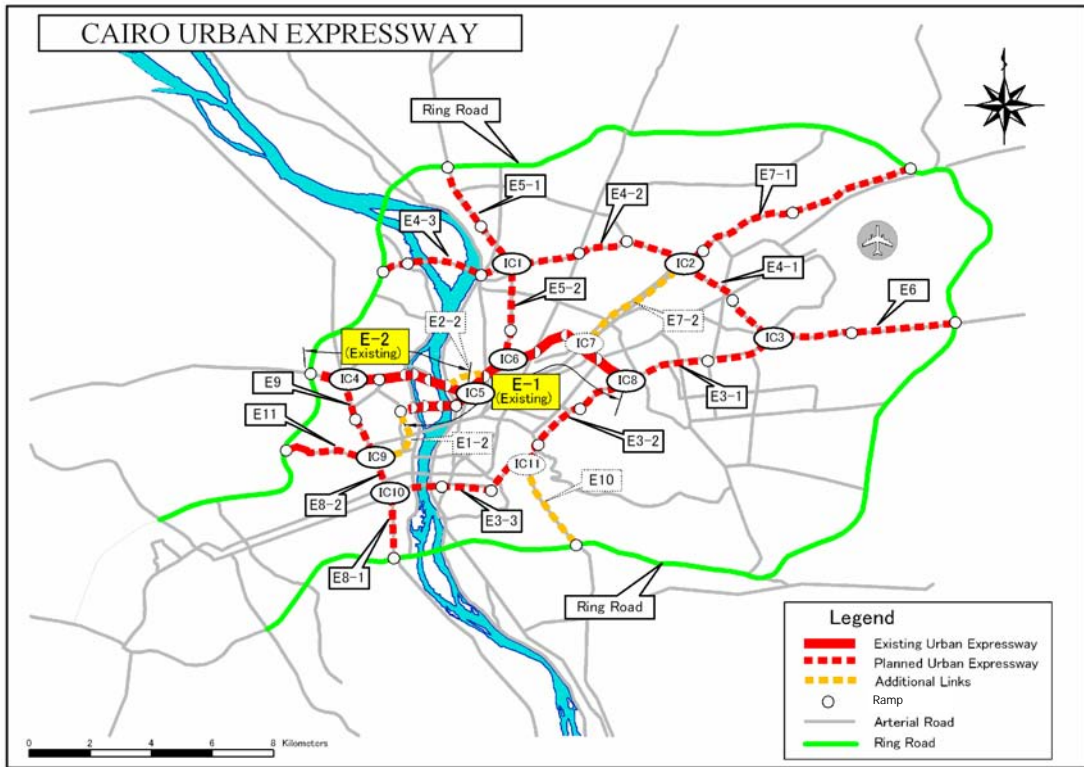 CAIRO URBAN EXPRESSWAY
Ring Road
E5-1
E7-1
E4-2
E4-3
IC1
IC2
E4-1
E5-2
E6
E2-2
E7-2
E-2
(Existing)
IC7
IC3
IC6
IC4
E-1
(Existing)
IC8
IC5
E9
E3-1
E11
E3-2
E1-2
IC9
IC11
E10
E8-2
IC10
E3-3
E8-1
Ring Road
Legend
Existing Urban Expressway
Planned Urban Expressway
Additional Links
Ramp
Arterial Road
Ring Road
0 2 4 6 8 Kilometers